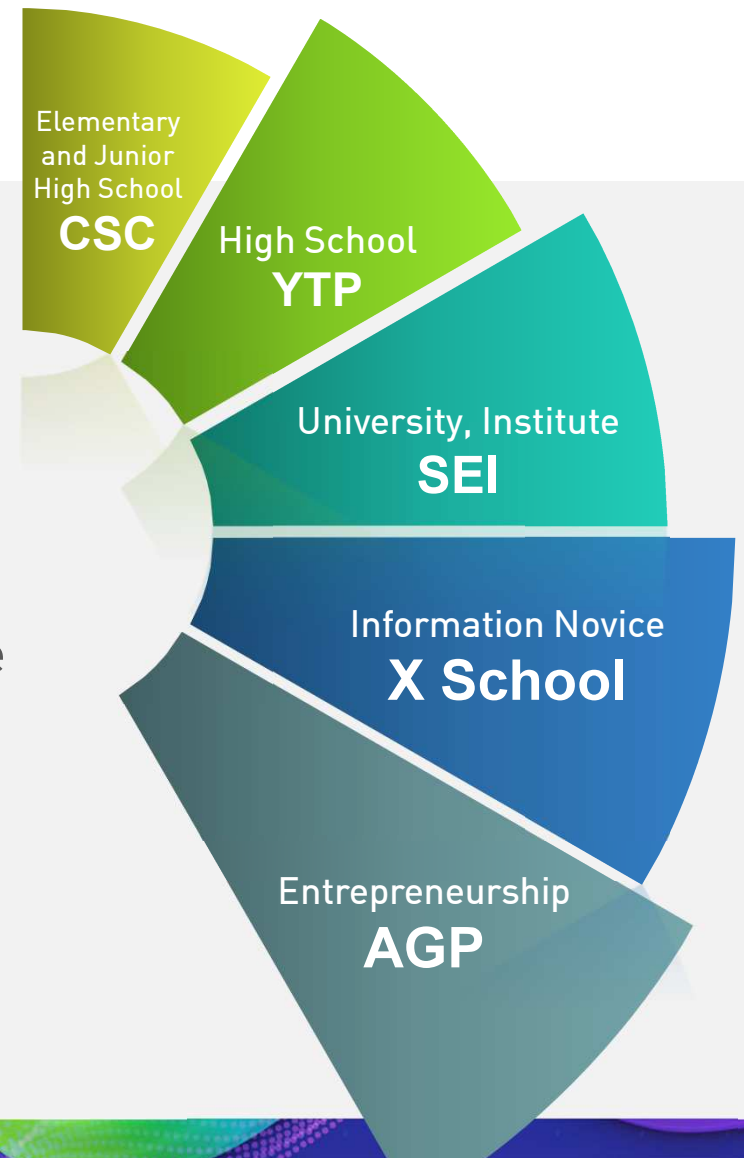 Elementary
and Junior
High School
CSC
High School
YTP
University, Institute
SEI
Information Novice
X School
Entrepreneurship
AGP